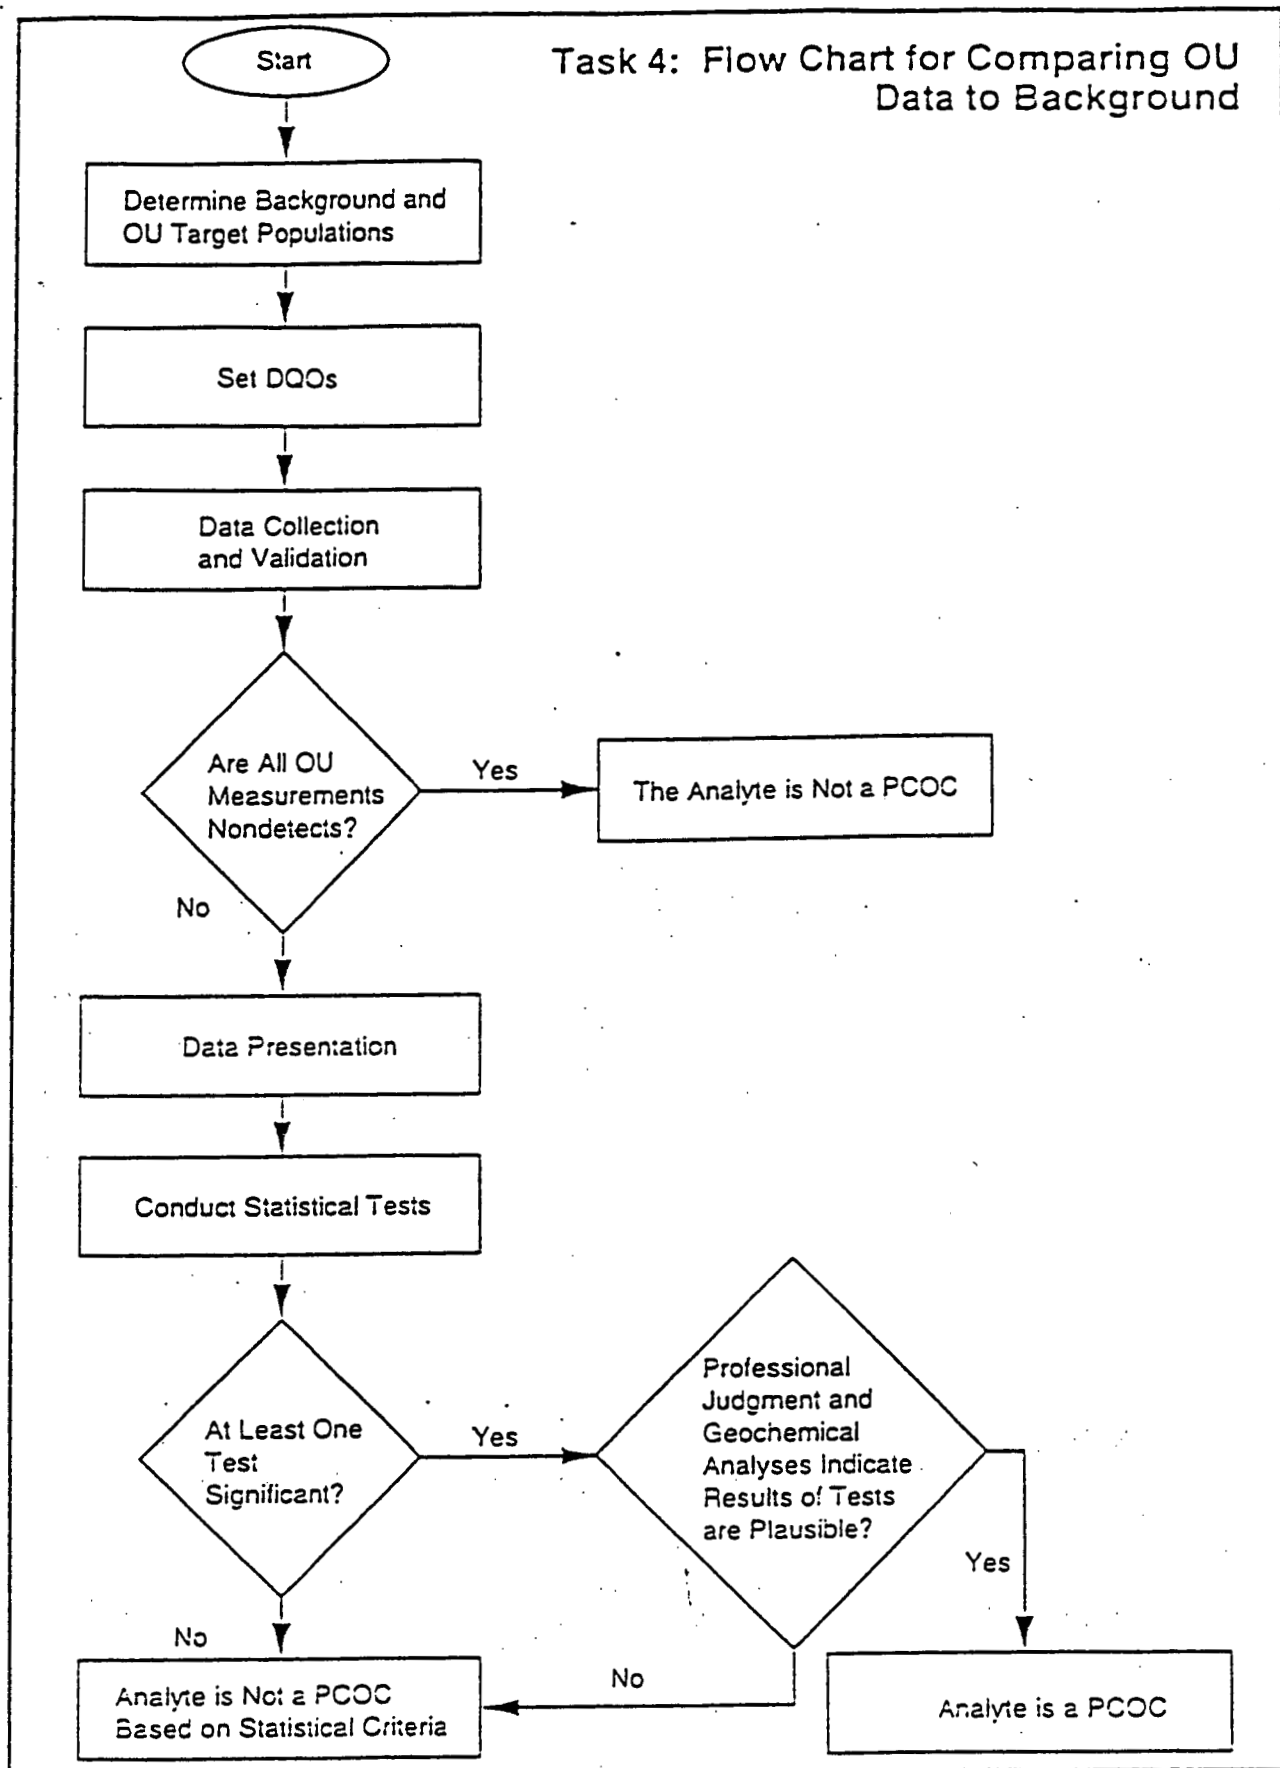 Task 4: Flow Chart for Comparing OU
Data to Background
Start
Determine Background and
OU Target Populations
Set DQOs
Data Collection
and Validation
Are All OU
Measurements
Nondetects?
Yes
The Analyte is Not a PCOC
No
Data Presentation
Conduct Statistical Tests
At Least One
Test
Significant?
Yes
Professional
Judgment and
Geochemical
Analyses Indicate
Results of Tests
are Plausible?
Yes
No
No
Analyte is Not a PCOC
Based on Statistical Criteria
Analyte is a PCOC